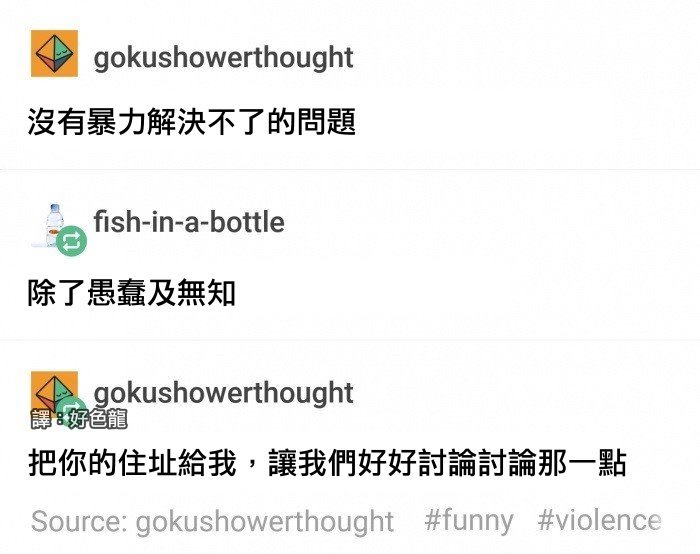 gokushowerthought
沒有暴力解決不了的問題
fish-in-a-bottle
除了愚蠢及無知
gokushowerthought
譯：好色龍
把你的住址給我，讓我們好好討論討論那一點
Source: gokushowerthought #funny #violence